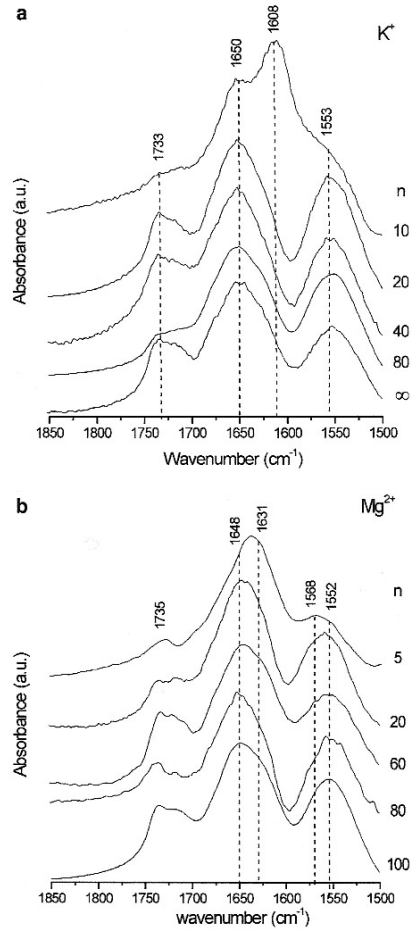 a
K⁺
1608
1650
1553
1733
n
10
20
40
80
∞
Absorbance (a.u.)
1850 1800 1750 1700 1650 1600 1550 1500
Wavenumber (cm⁻¹)
b
Mg²⁺
1648
1631
1568
1552
1735
n
5
20
60
80
100
Absorbance (a.u.)
1850 1800 1750 1700 1650 1600 1550 1500
wavenumber (cm⁻¹)